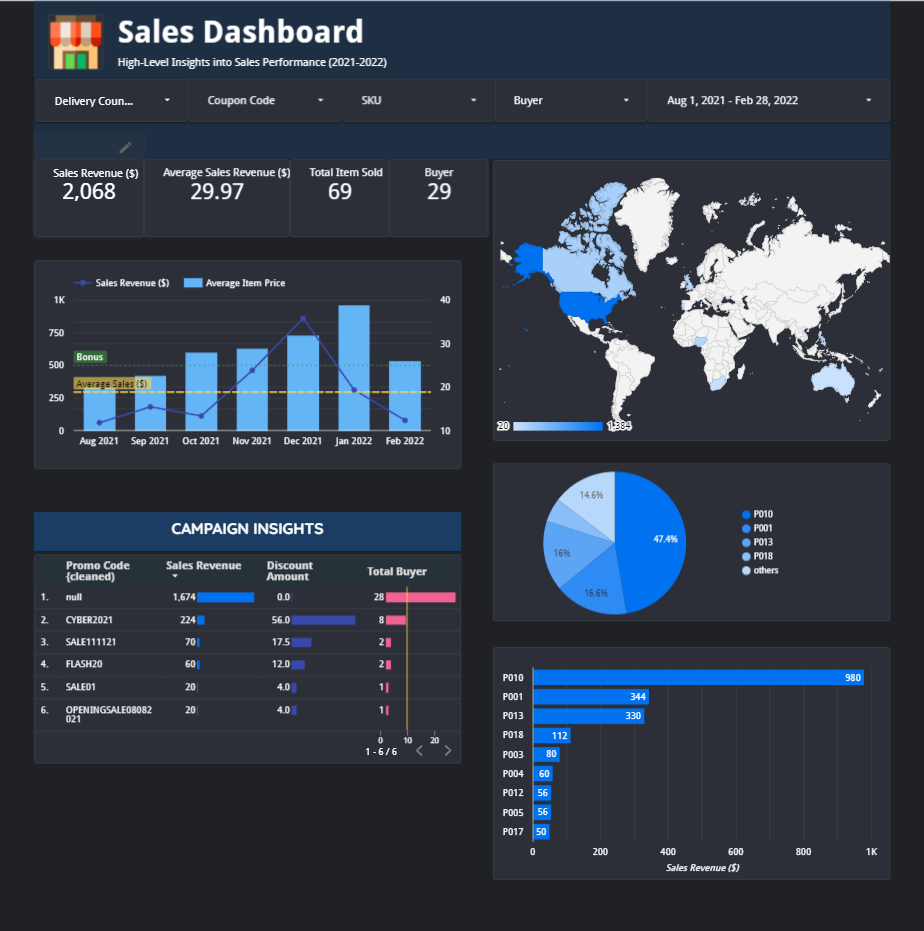 Sales Dashboard
High-Level Insights into Sales Performance (2021-2022)
Delivery Coun...
Coupon Code
SKU
Buyer
Aug 1, 2021 - Feb 28, 2022
Sales Revenue ($)
2,068
Average Sales Revenue ($)
29.97
Total Item Sold
69
Buyer
29
20
1,384
Sales Revenue ($)
Average Item Price
1K
750
500
250
0
40
30
20
10
Bonus
Average Sales ($)
Aug 2021
Sep 2021
Oct 2021
Nov 2021
Dec 2021
Jan 2022
Feb 2022
14.6%
47.4%
16%
16.6%
P010
P001
P013
P018
others
CAMPAIGN INSIGHTS
Promo Code
(cleaned)
Sales Revenue
Discount
Amount
Total Buyer
1. null 1,674 0.0 28
2. CYBER2021 224 56.0 8
3. SALE111121 70 17.5 2
4. FLASH20 60 12.0 2
5. SALE01 20 4.0 1
6. OPENINGSALE08082
021 20 4.0 1
0 10 20
1 - 6 / 6
P010 980
P001 344
P013 330
P018 112
P003 80
P004 60
P012 56
P005 56
P017 50
0 200 400 600 800 1K
Sales Revenue ($)